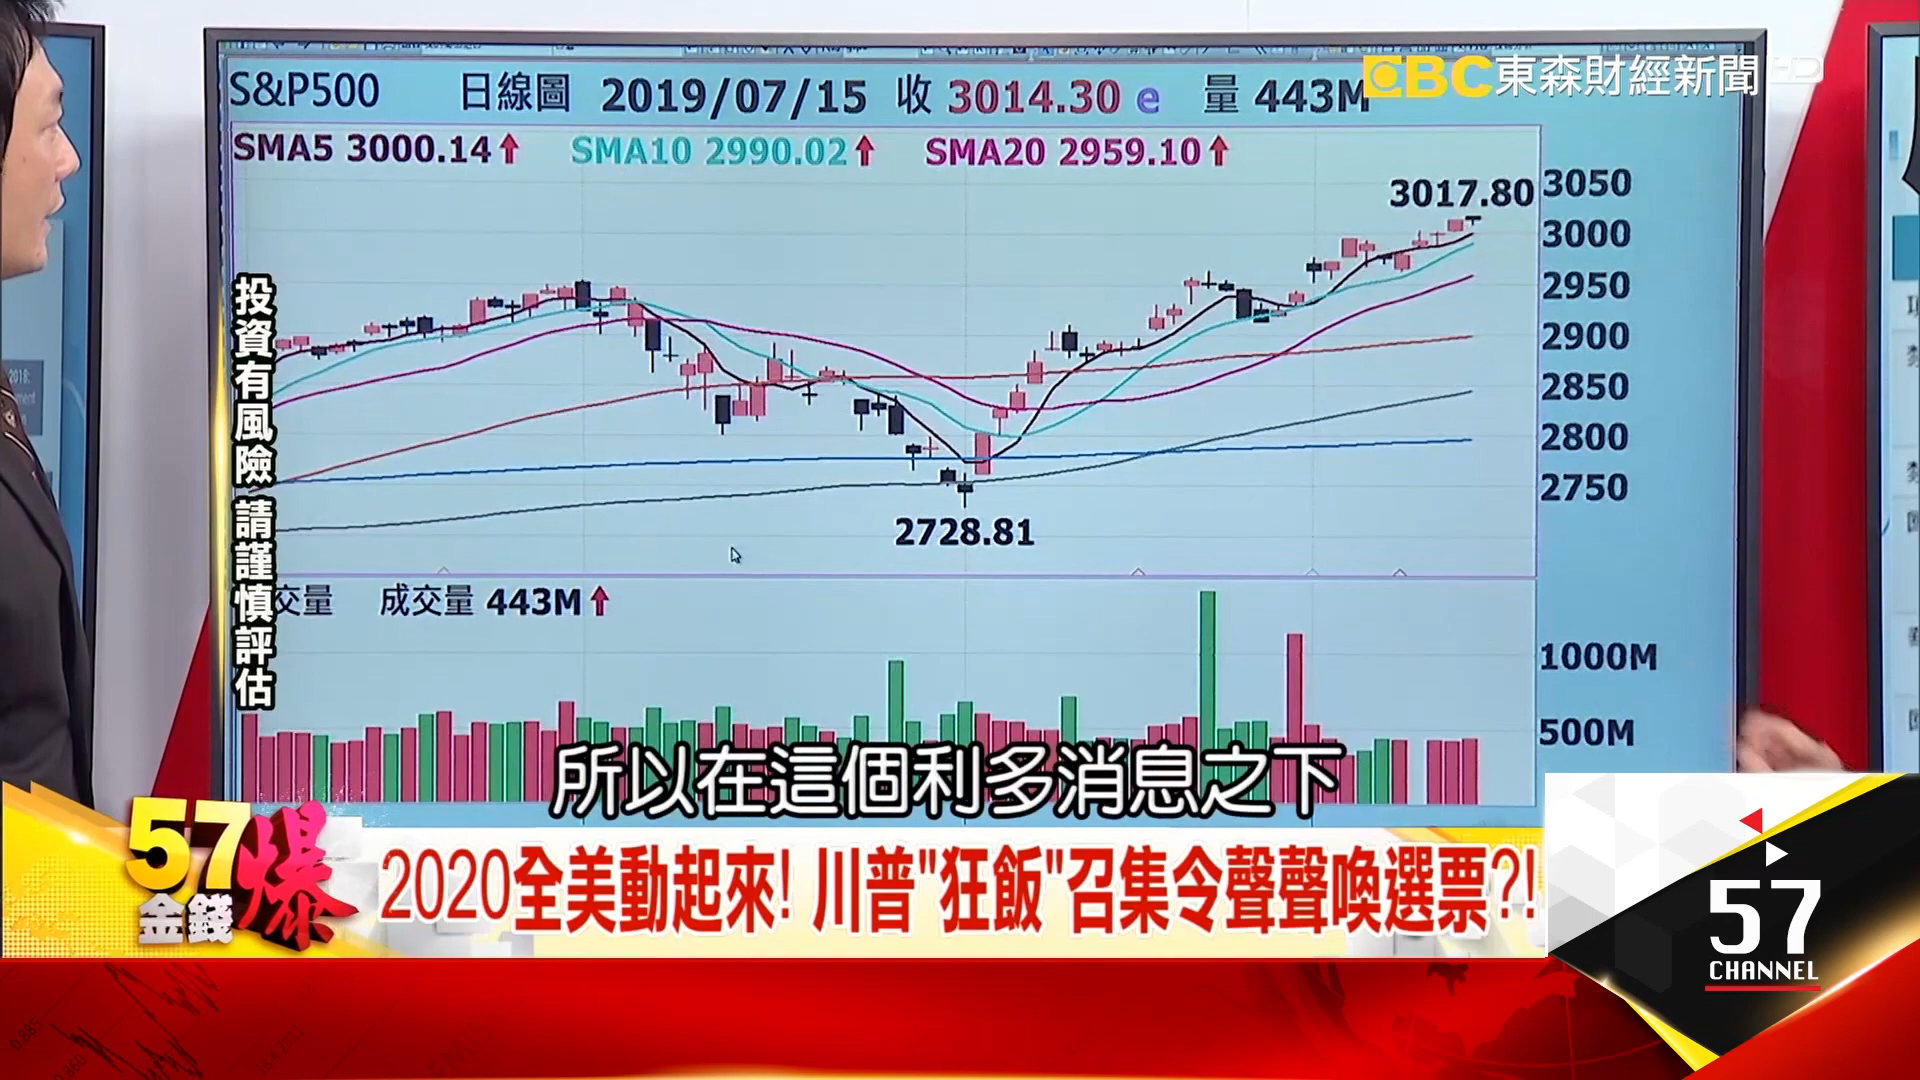 S&P500 日線圖 2019/07/15 收 3014.30 e 量 443M
EBC 東森財經新聞
SMA5 3000.14↑ SMA10 2990.02↑ SMA20 2959.10↑
3017.80
3050
3000
2950
2900
2850
2800
2750
2728.81
投資有風險 請謹慎評估
交量 成交量 443M↑
1000M
500M
所以在這個利多消息之下
57金錢爆
2020全美動起來! 川普"狂飯"召集令聲聲喚選票?!
57
CHANNEL